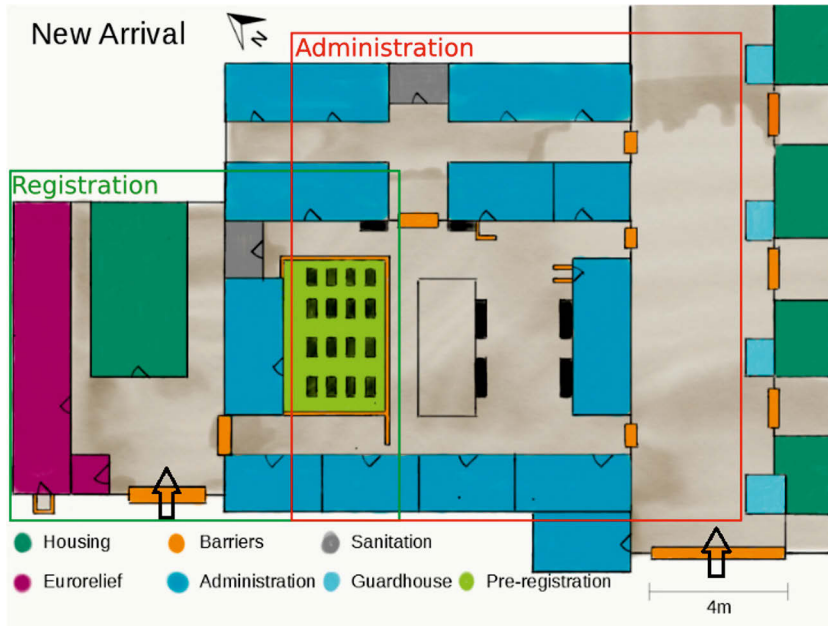 New Arrival
N
Administration
Registration
Housing
Barriers
Sanitation
Eurorelief
Administration
Guardhouse
Pre-registration
4m